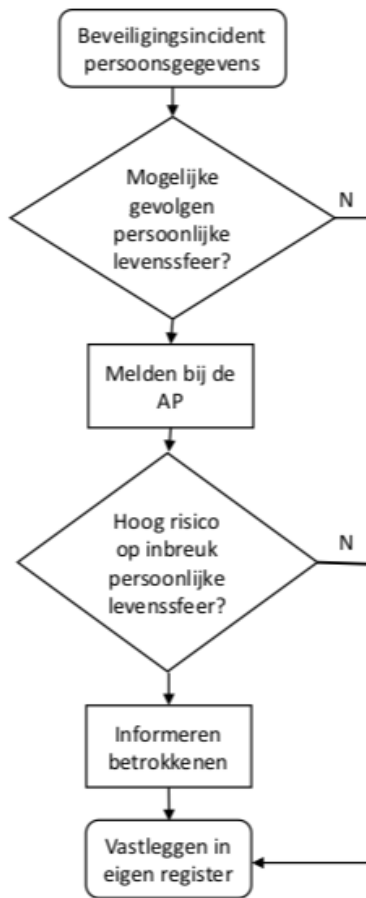 Beveiligingsincident
persoonsgegevens
Mogelijke
gevolgen
persoonlijke
levenssfeer?
N
Melden bij de
AP
Hoog risico
op inbreuk
persoonlijke
levenssfeer?
N
Informeren
betrokkenen
Vastleggen in
eigen register